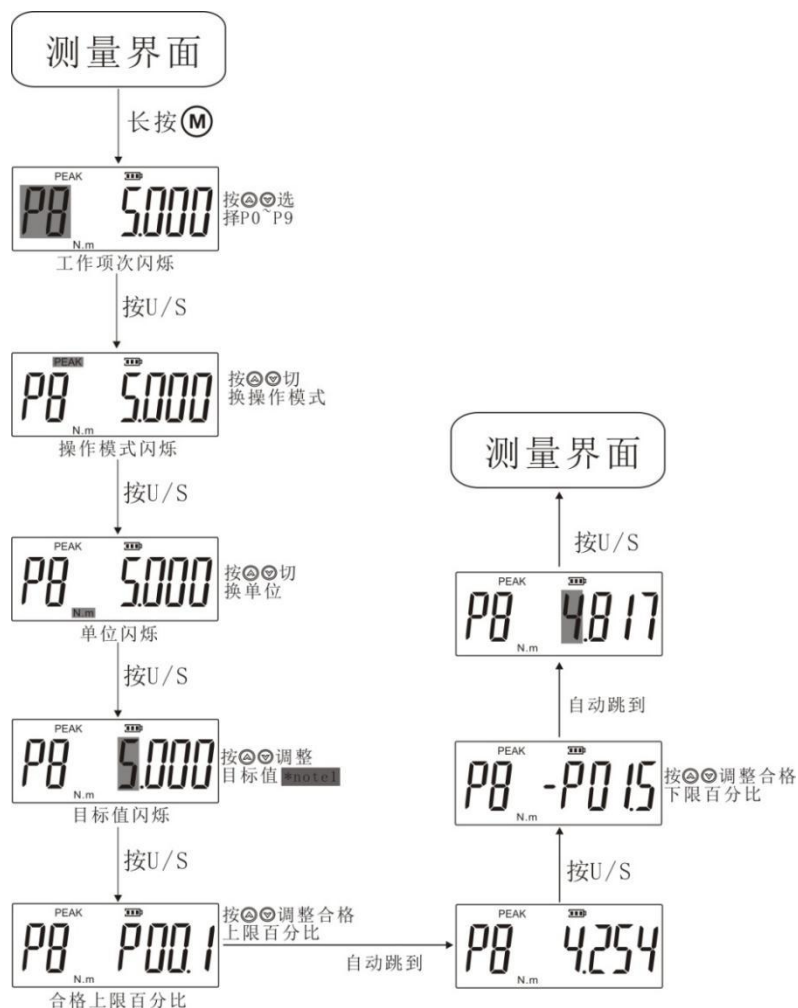 测量界面
长按Ⓜ
PEAK
P8 5.000
N.m
按选
择P0~P9
工作项次闪烁
按U/S
PEAK
P8 5.000
N.m
按切
换操作模式
操作模式闪烁
按U/S
PEAK
P8 5.000
N.m
按切
换单位
单位闪烁
按U/S
PEAK
P8 5.000
N.m
按调整
目标值 *note1
目标值闪烁
按U/S
PEAK
P8 P00.1
N.m
按调整合格
上限百分比
合格上限百分比
自动跳到
PEAK
P8 4.254
N.m
按U/S
PEAK
P8 -P01.5
N.m
按调整合格
下限百分比
自动跳到
PEAK
P8 4.817
N.m
按U/S
测量界面